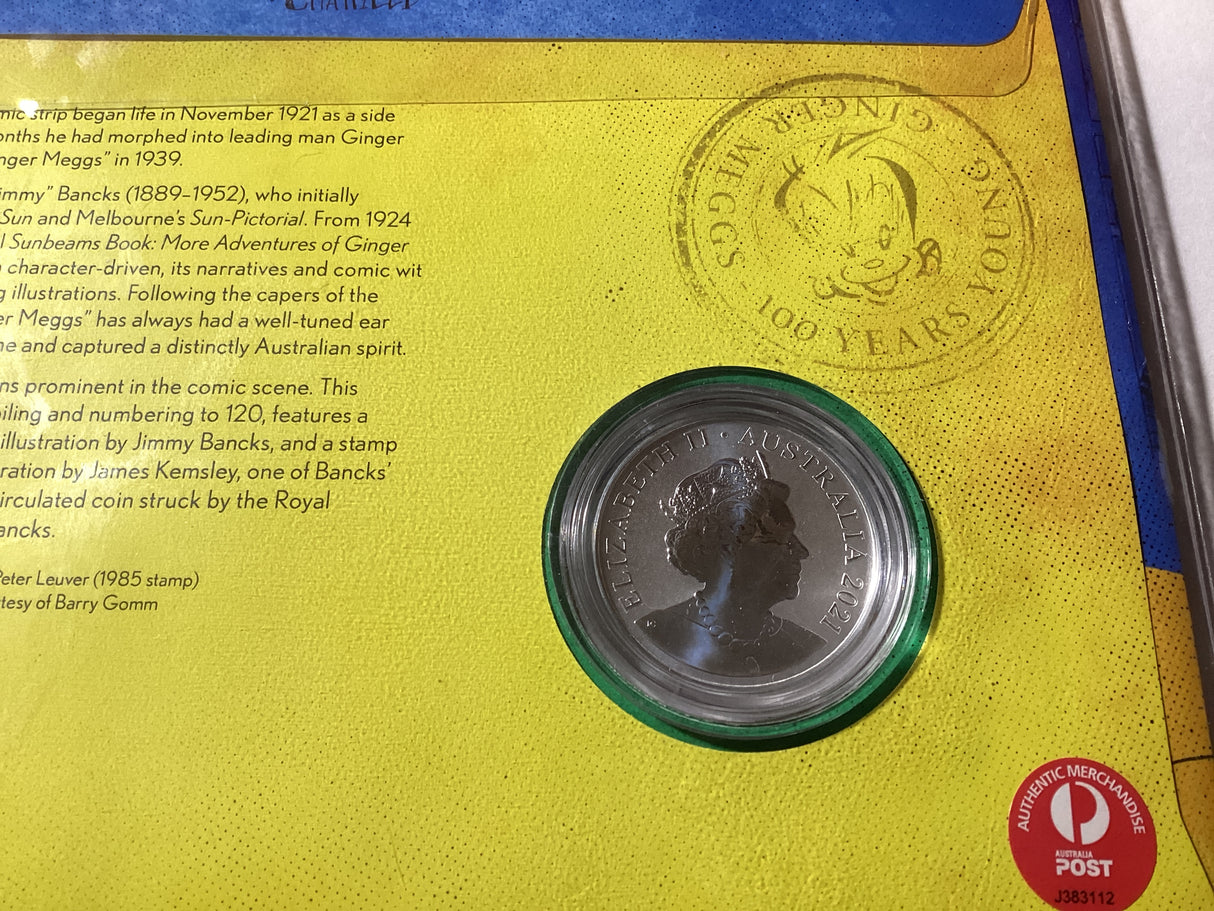 mic strip began life in November 1921 as a side
onths he had morphed into leading man Ginger
nger Meggs" in 1939.
immy" Bancks (1889–1952), who initially
Sun and Melbourne's Sun-Pictorial. From 1924
l Sunbeams Book: More Adventures of Ginger
character-driven, its narratives and comic wit
g illustrations. Following the capers of the
er Meggs" has always had a well-tuned ear
ne and captured a distinctly Australian spirit.
ns prominent in the comic scene. This
oiling and numbering to 120, features a
illustration by Jimmy Bancks, and a stamp
ration by James Kemsley, one of Bancks'
circulated coin struck by the Royal
ancks.
Peter Leuver (1985 stamp)
rtesy of Barry Gomm
GINGER MEGGS - 100 YEARS YOUNG -
ELIZABETH II · AUSTRALIA 2021
AUTHENTIC MERCHANDISE
AUSTRALIA
POST
J383112